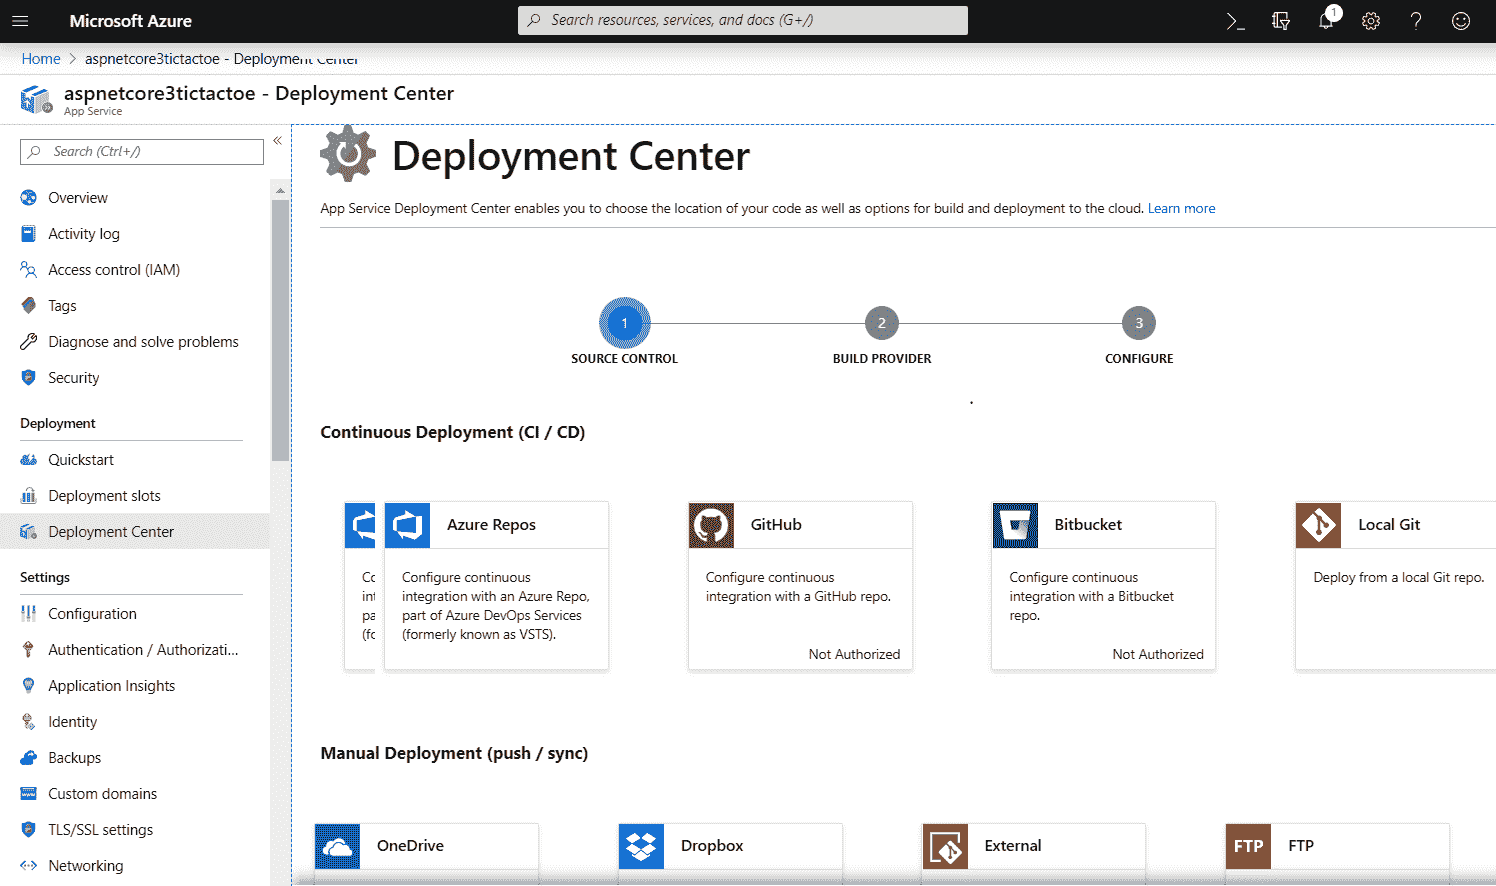 Microsoft Azure
Search resources, services, and docs (G+/)
1
Home > aspnetcore3tictactoe - Deployment Center
aspnetcore3tictactoe - Deployment Center
App Service
Search (Ctrl+/)
Overview
Activity log
Access control (IAM)
Tags
Diagnose and solve problems
Security
Deployment
Quickstart
Deployment slots
Deployment Center
Settings
Configuration
Authentication / Authorizati...
Application Insights
Identity
Backups
Custom domains
TLS/SSL settings
Networking
Deployment Center
App Service Deployment Center enables you to choose the location of your code as well as options for build and deployment to the cloud. Learn more
1 2 3
SOURCE CONTROL BUILD PROVIDER CONFIGURE
Continuous Deployment (CI / CD)
Azure Repos
Configure continuous
integration with an Azure Repo,
part of Azure DevOps Services
(formerly known as VSTS).
GitHub
Configure continuous
integration with a GitHub repo.
Not Authorized
Bitbucket
Configure continuous
integration with a Bitbucket
repo.
Not Authorized
Local Git
Deploy from a local Git repo.
Manual Deployment (push / sync)
OneDrive
Dropbox
External
FTP FTP